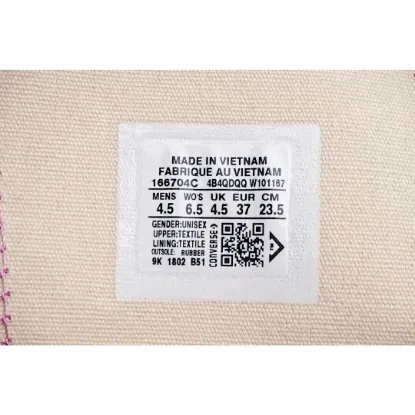 MADE IN VIETNAM
FABRIQUE AU VIETNAM
166704C 4B4QDQQ W101167
MENS WO'S UK EUR CM
4.5 6.5 4.5 37 23.5
GENDER:UNISEX
UPPER:TEXTILE
LINING:TEXTILE
OUTSOLE: RUBBER
9K 1802 B51
CONVERSE